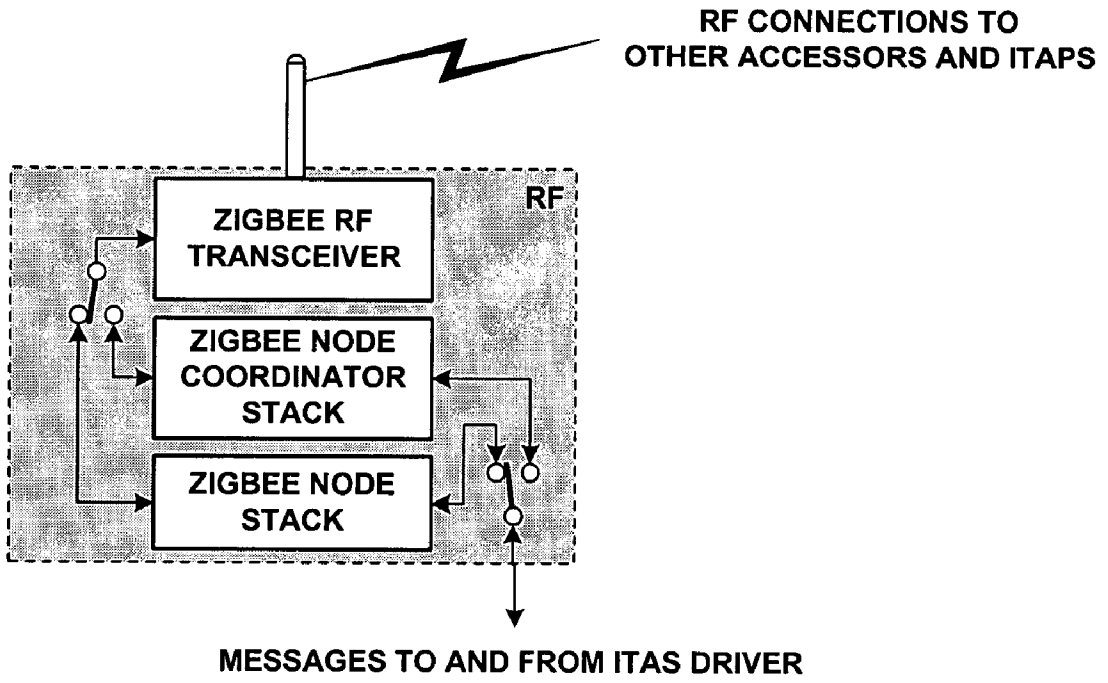 RF CONNECTIONS TO
OTHER ACCESSORS AND ITAPS
RF
ZIGBEE RF
TRANSCEIVER
ZIGBEE NODE
COORDINATOR
STACK
ZIGBEE NODE
STACK
MESSAGES TO AND FROM ITAS DRIVER